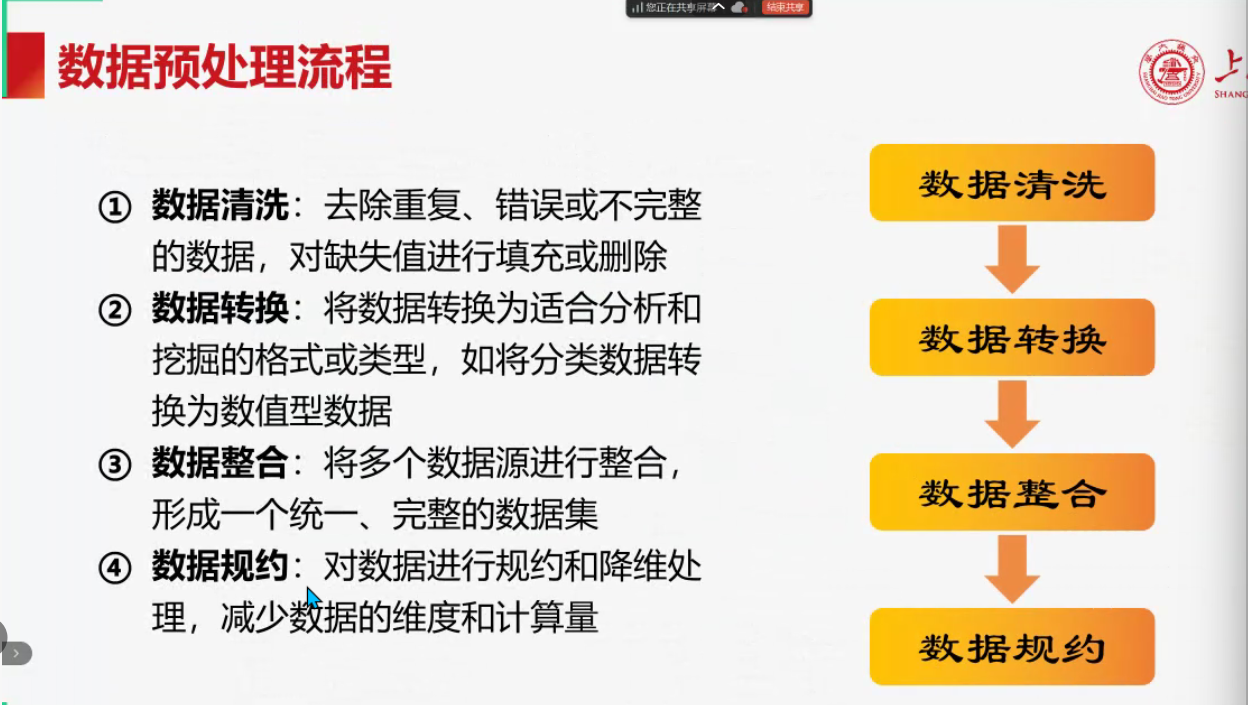 您正在共享屏幕
结束共享
数据预处理流程
上
SHANG
① 数据清洗：去除重复、错误或不完整
的数据，对缺失值进行填充或删除
② 数据转换：将数据转换为适合分析和
挖掘的格式或类型，如将分类数据转
换为数值型数据
③ 数据整合：将多个数据源进行整合，
形成一个统一、完整的数据集
④ 数据规约：对数据进行规约和降维处
理，减少数据的维度和计算量
数据清洗
数据转换
数据整合
数据规约